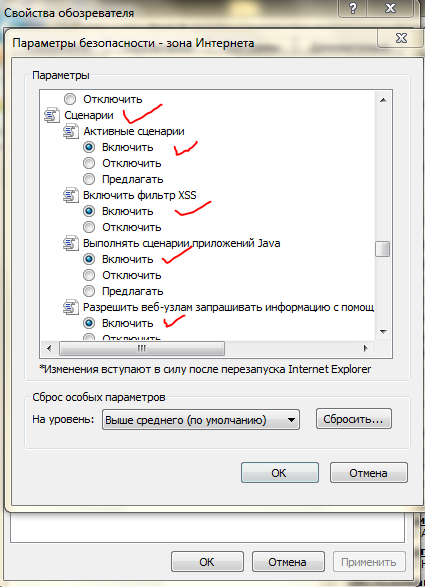 Свойства обозревателя
Параметры безопасности - зона Интернета
Параметры
Отключить
Сценарии
Активные сценарии
Включить
Отключить
Предлагать
Включить фильтр XSS
Включить
Отключить
Выполнять сценарии приложений Java
Включить
Отключить
Предлагать
Разрешить веб-узлам запрашивать информацию с помощ
Включить
Отключить
*Изменения вступают в силу после перезапуска Internet Explorer
Сброс особых параметров
На уровень:
Выше среднего (по умолчанию)
Сбросить...
ОК
Отмена
ОК
Отмена
Применить